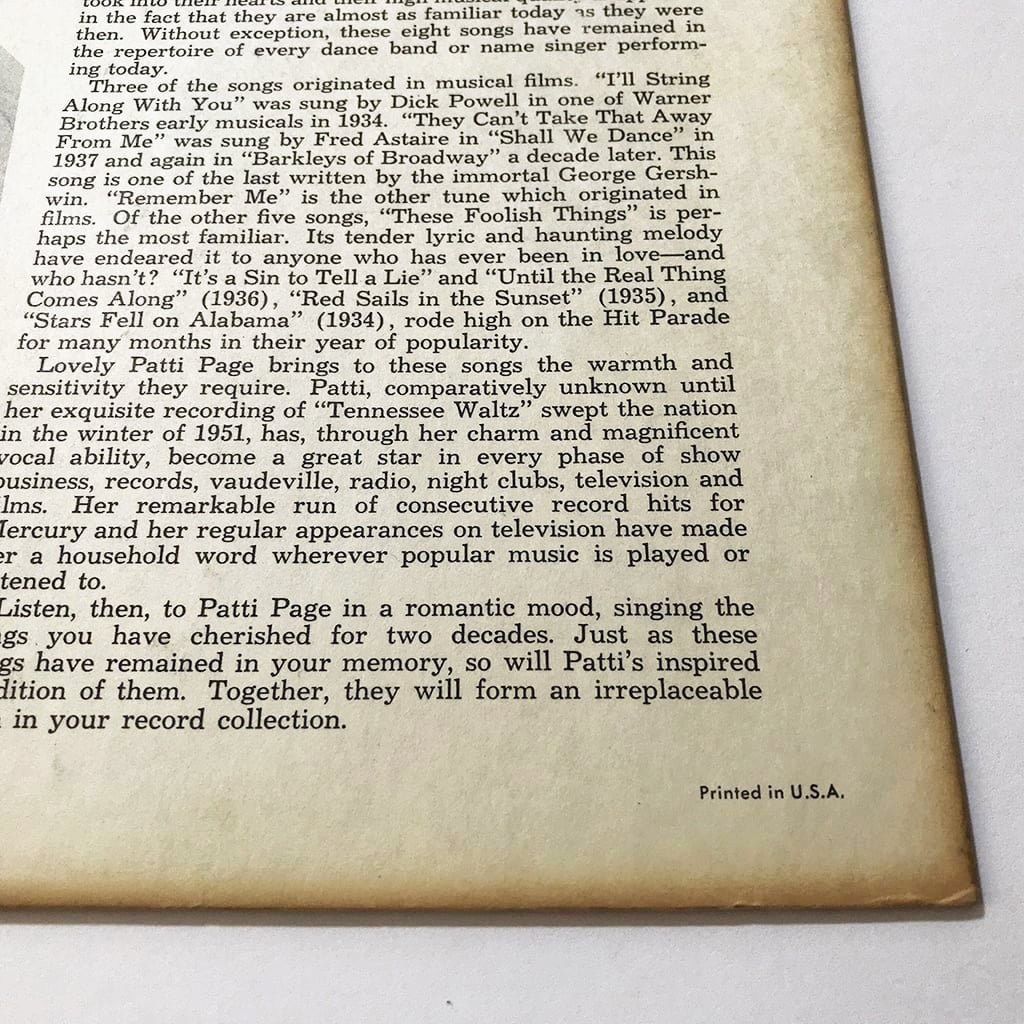 took into their hearts and their high musical
in the fact that they are almost as familiar today as they were
then. Without exception, these eight songs have remained in
the repertoire of every dance band or name singer perform-
ing today.
Three of the songs originated in musical films. “I’ll String
Along With You” was sung by Dick Powell in one of Warner
Brothers early musicals in 1934. “They Can’t Take That Away
From Me” was sung by Fred Astaire in “Shall We Dance” in
1937 and again in “Barkleys of Broadway” a decade later. This
song is one of the last written by the immortal George Gersh-
win. “Remember Me” is the other tune which originated in
films. Of the other five songs, “These Foolish Things” is per-
haps the most familiar. Its tender lyric and haunting melody
have endeared it to anyone who has ever been in love—and
who hasn’t? “It’s a Sin to Tell a Lie” and “Until the Real Thing
Comes Along” (1936), “Red Sails in the Sunset” (1935), and
“Stars Fell on Alabama” (1934), rode high on the Hit Parade
for many months in their year of popularity.
Lovely Patti Page brings to these songs the warmth and
sensitivity they require. Patti, comparatively unknown until
her exquisite recording of “Tennessee Waltz” swept the nation
in the winter of 1951, has, through her charm and magnificent
vocal ability, become a great star in every phase of show
business, records, vaudeville, radio, night clubs, television and
lms. Her remarkable run of consecutive record hits for
Mercury and her regular appearances on television have made
er a household word wherever popular music is played or
tened to.
Listen, then, to Patti Page in a romantic mood, singing the
gs you have cherished for two decades. Just as these
gs have remained in your memory, so will Patti’s inspired
dition of them. Together, they will form an irreplaceable
in your record collection.
Printed in U.S.A.